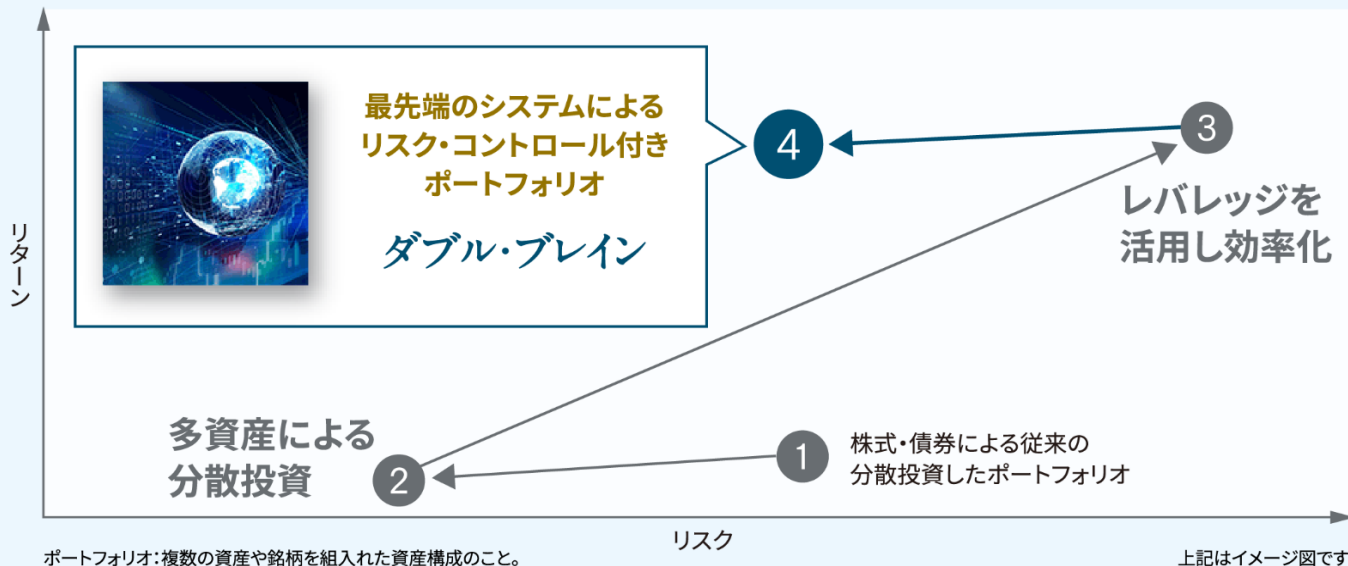 リターン
最先端のシステムによる
リスク・コントロール付き
ポートフォリオ
ダブル・ブレイン
4
3
レバレッジを
活用し効率化
多資産による
分散投資
2
1
株式・債券による従来の
分散投資したポートフォリオ
リスク
ポートフォリオ：複数の資産や銘柄を組入れた資産構成のこと。
上記はイメージ図です